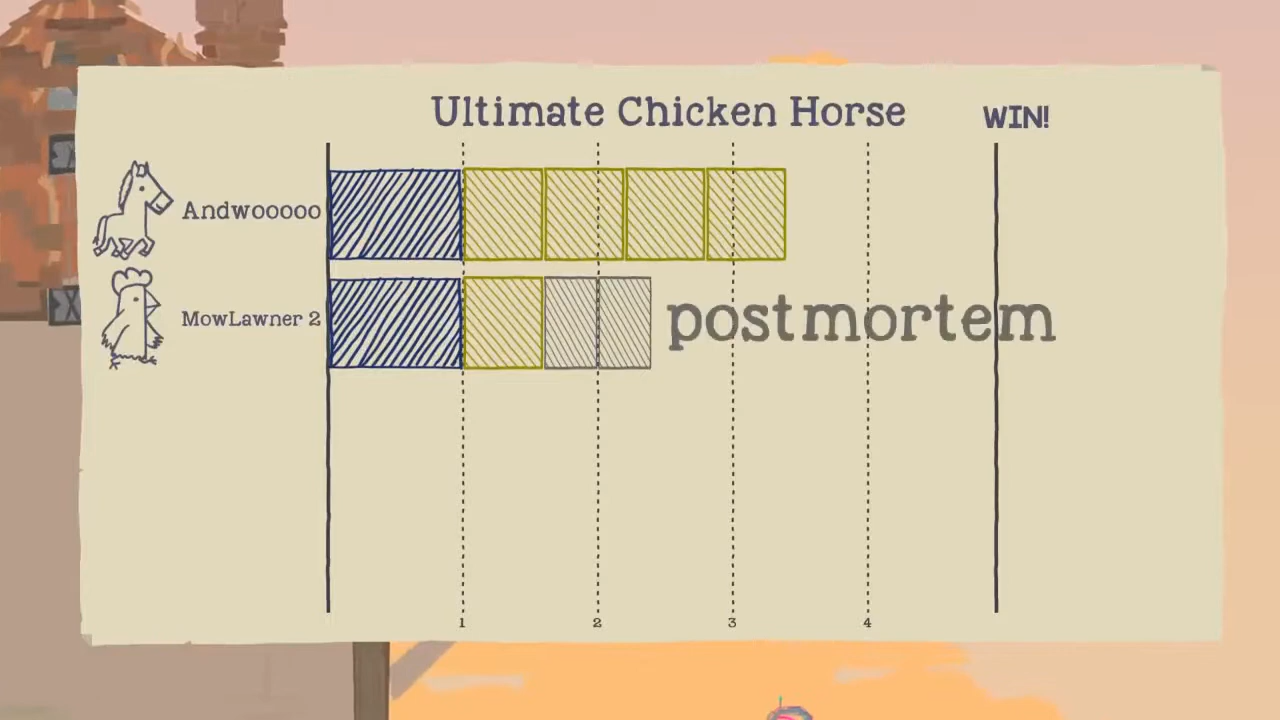 Ultimate Chicken Horse
WIN!
Andwooooo
MowLawner 2
postmortem
1 2 3 4